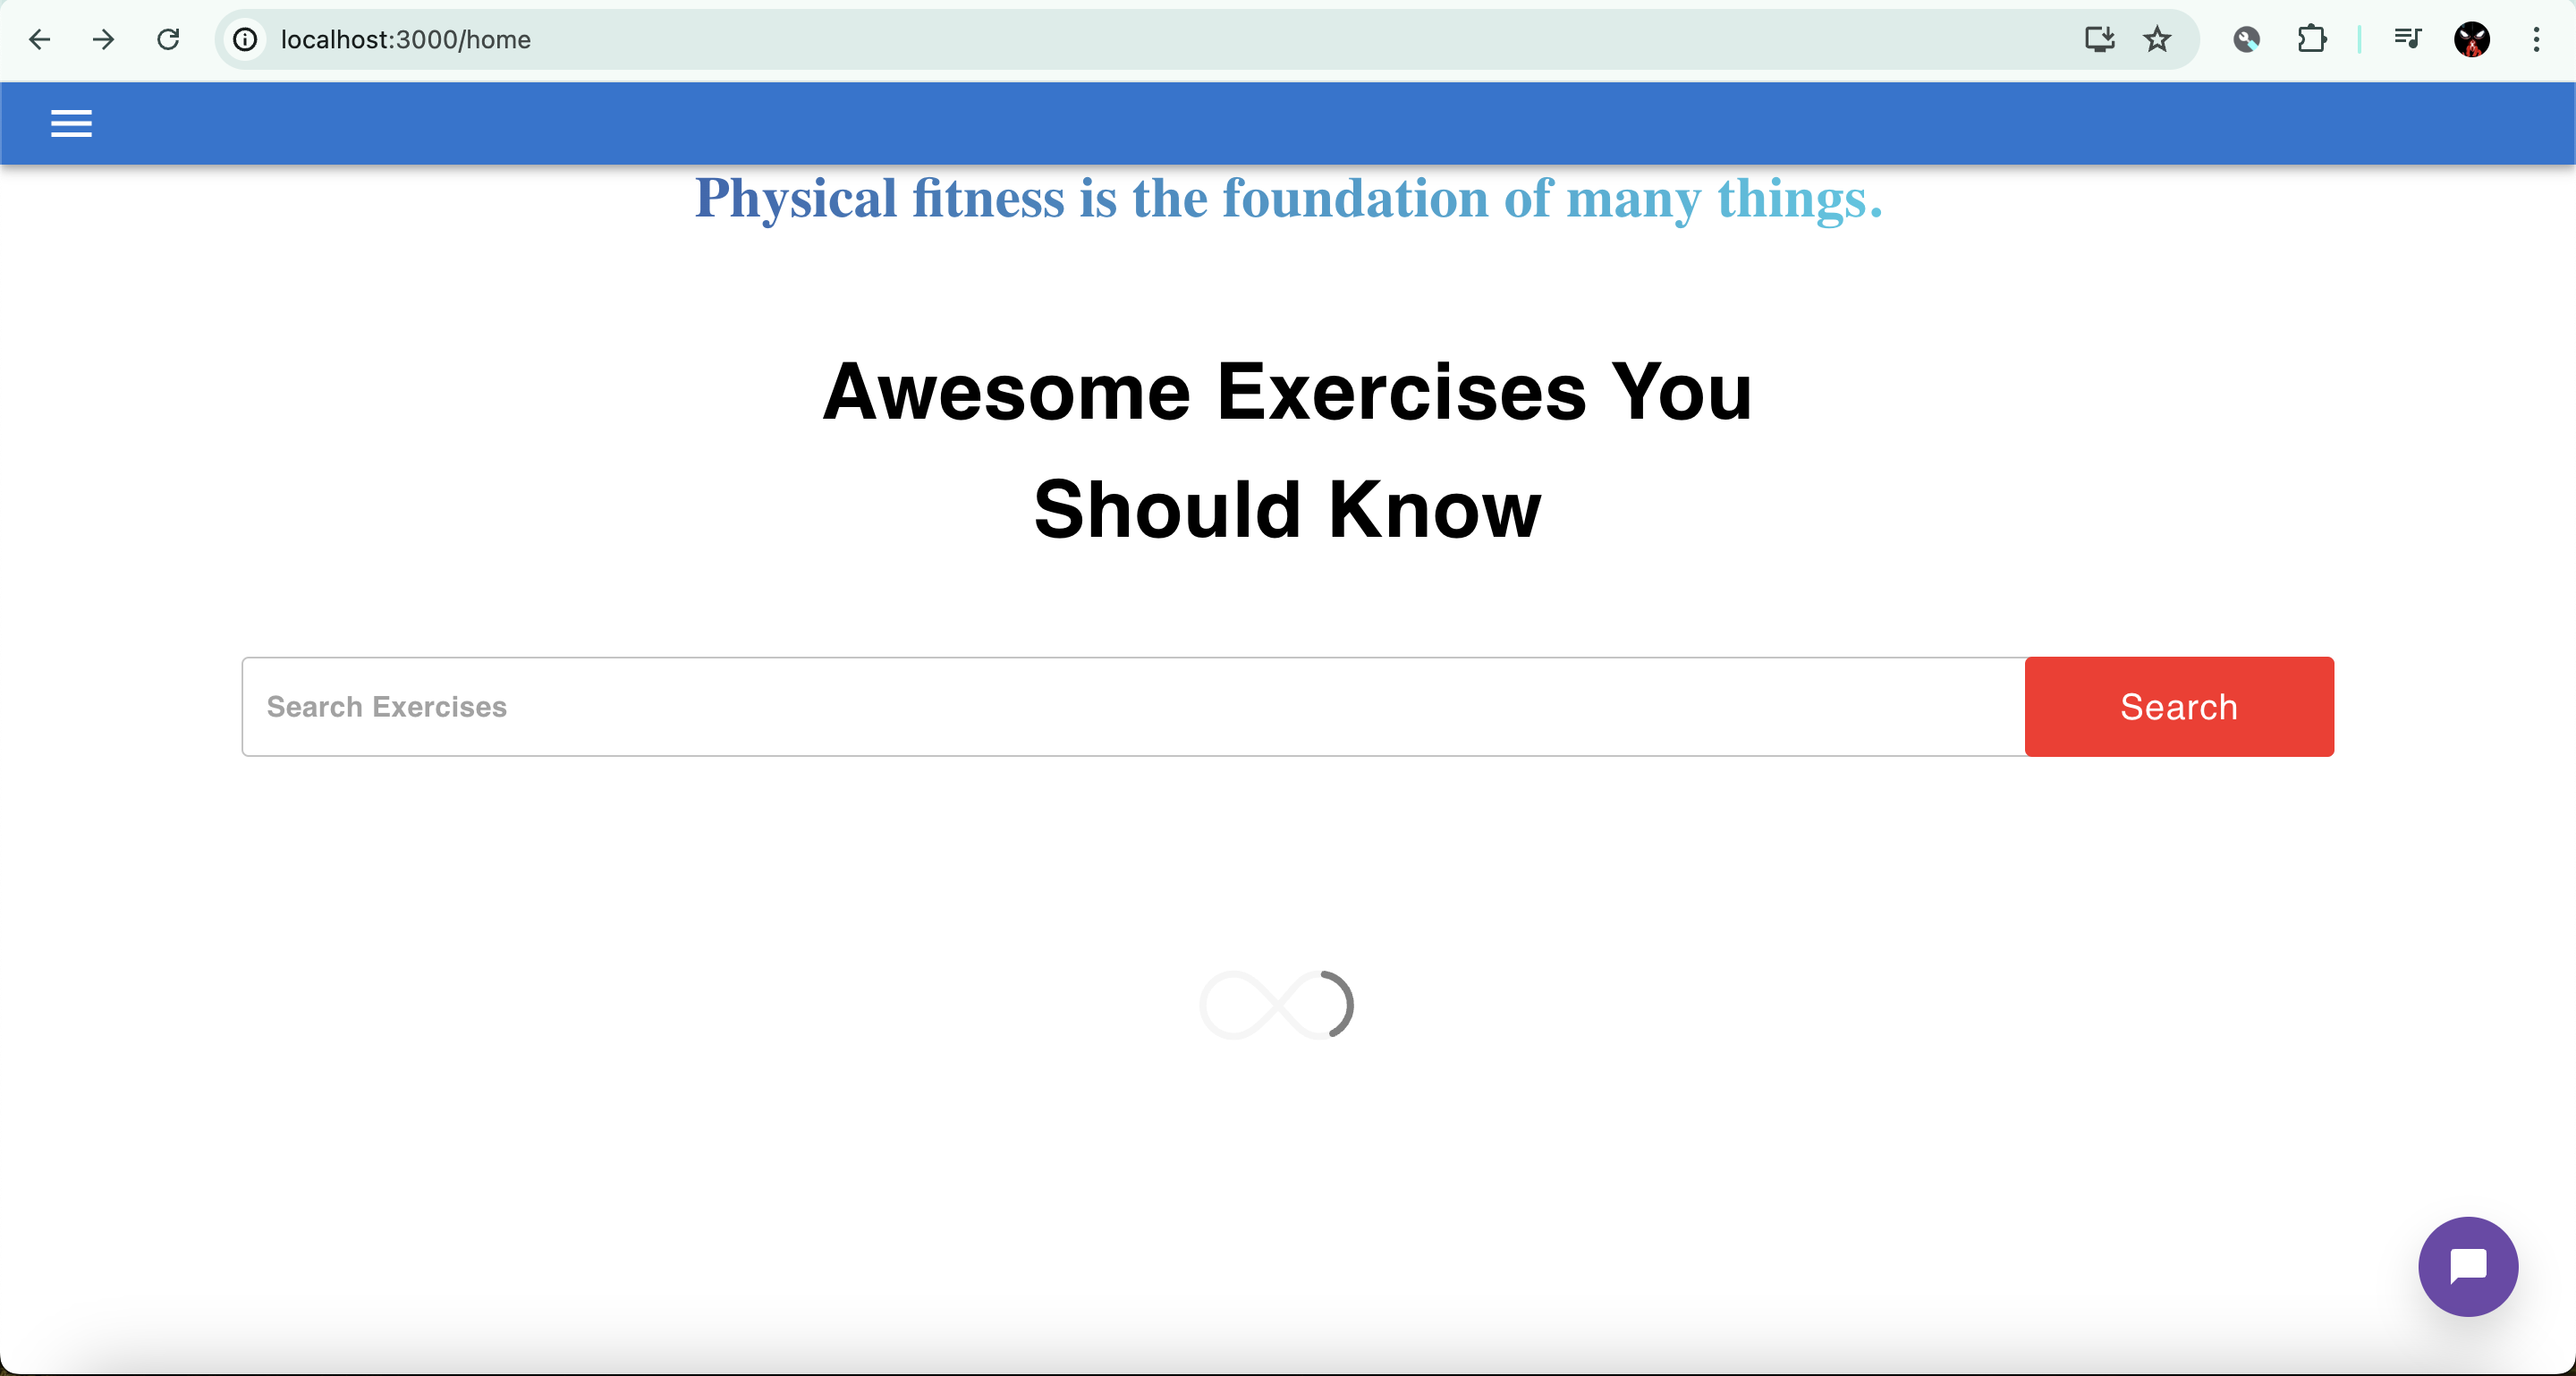 localhost:3000/home
Physical fitness is the foundation of many things.
Awesome Exercises You
Should Know
Search Exercises
Search